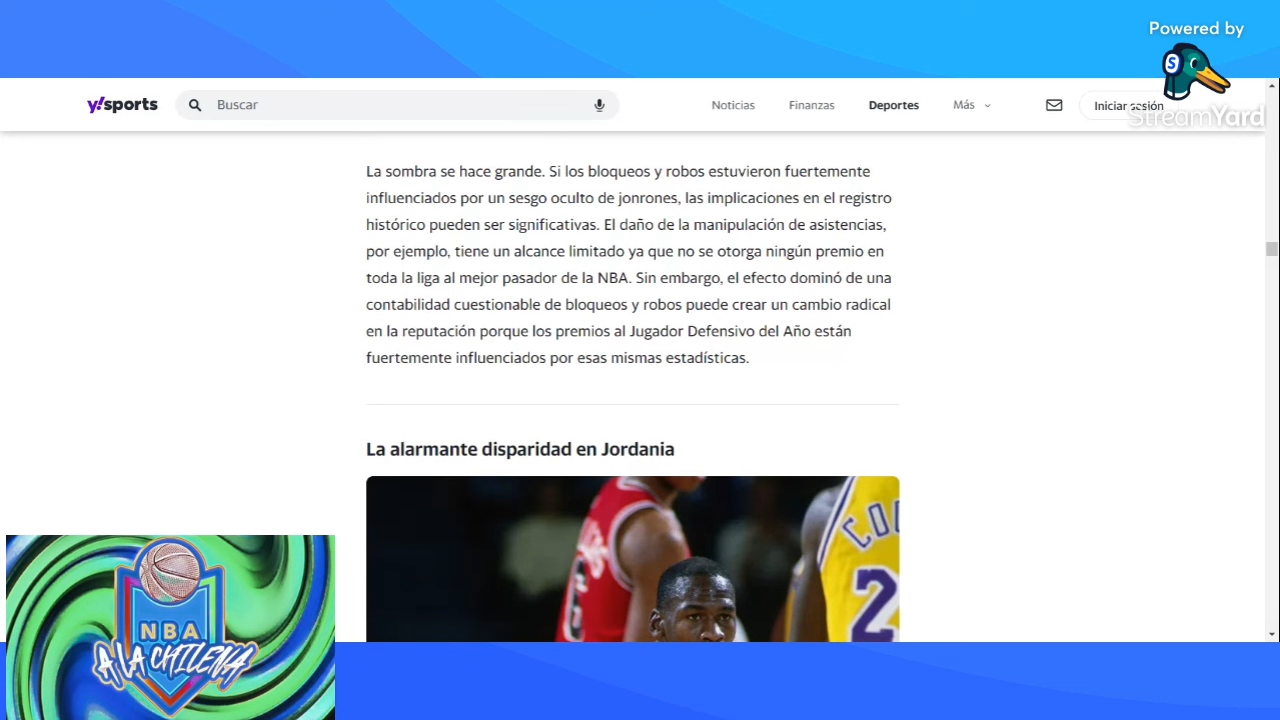 Powered by
S
StreamYard
y!sports
Buscar
Noticias
Finanzas
Deportes
Más
Iniciar sesión
La sombra se hace grande. Si los bloqueos y robos estuvieron fuertemente
influenciados por un sesgo oculto de jonrones, las implicaciones en el registro
histórico pueden ser significativas. El daño de la manipulación de asistencias,
por ejemplo, tiene un alcance limitado ya que no se otorga ningún premio en
toda la liga al mejor pasador de la NBA. Sin embargo, el efecto dominó de una
contabilidad cuestionable de bloqueos y robos puede crear un cambio radical
en la reputación porque los premios al Jugador Defensivo del Año están
fuertemente influenciados por esas mismas estadísticas.
La alarmante disparidad en Jordania
COO
2
NBA
A LA CHILENA